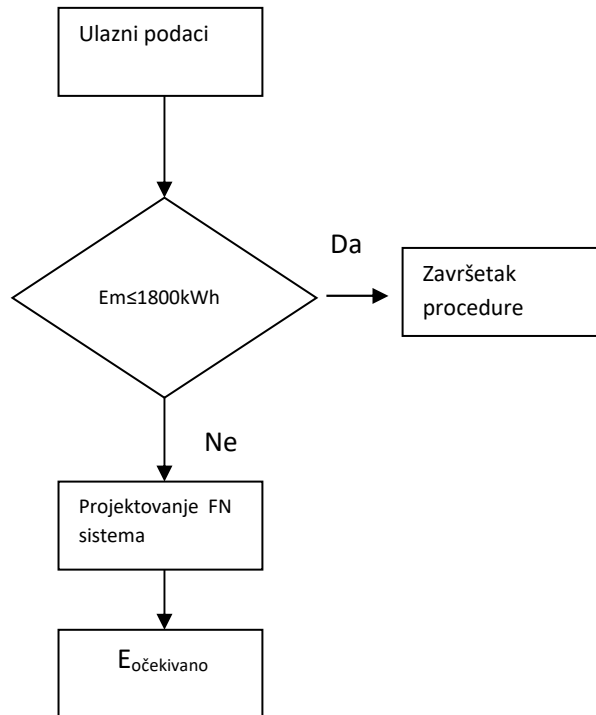 Ulazni podaci
Em≤1800kWh
Da
Završetak
procedure
Ne
Projektovanje FN
sistema
Eočekivano